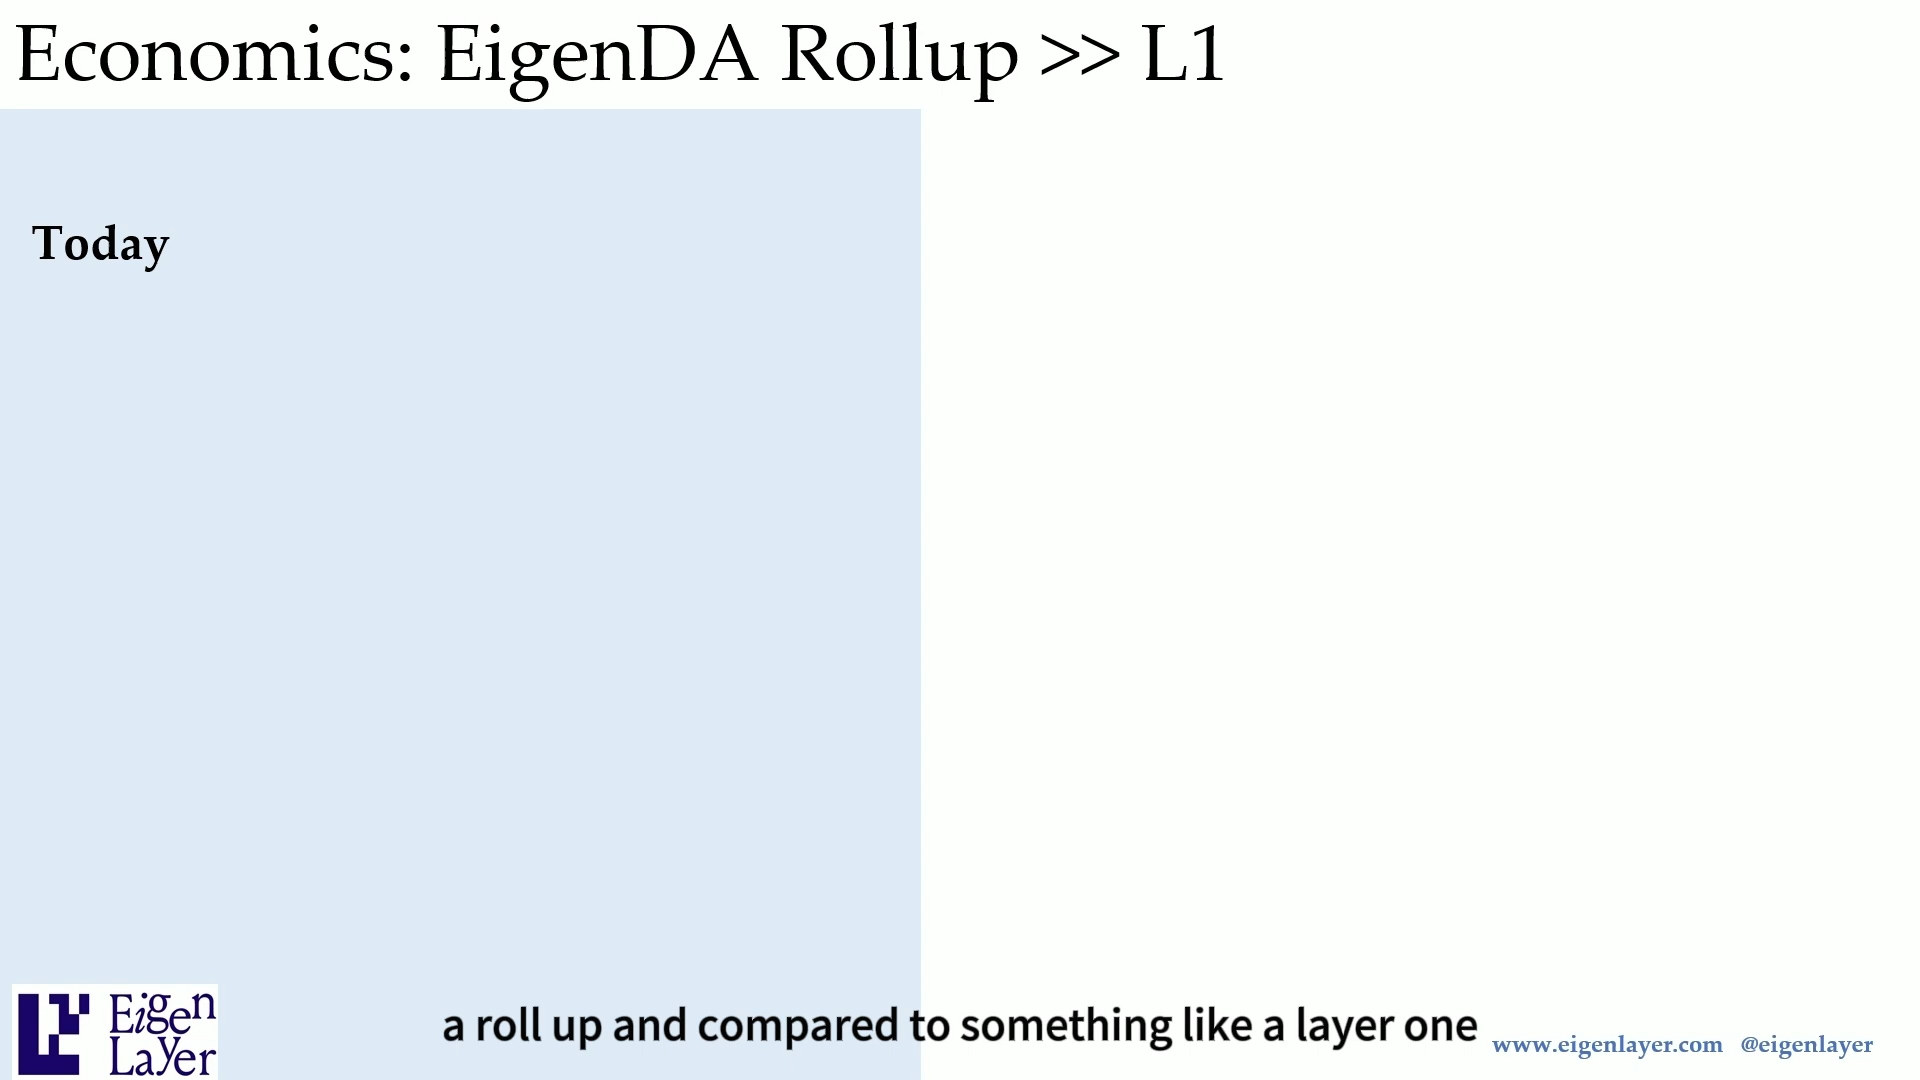 Economics: EigenDA Rollup >> L1
Today
Eigen
Layer
a roll up and compared to something like a layer one
www.eigenlayer.com @eigenlayer